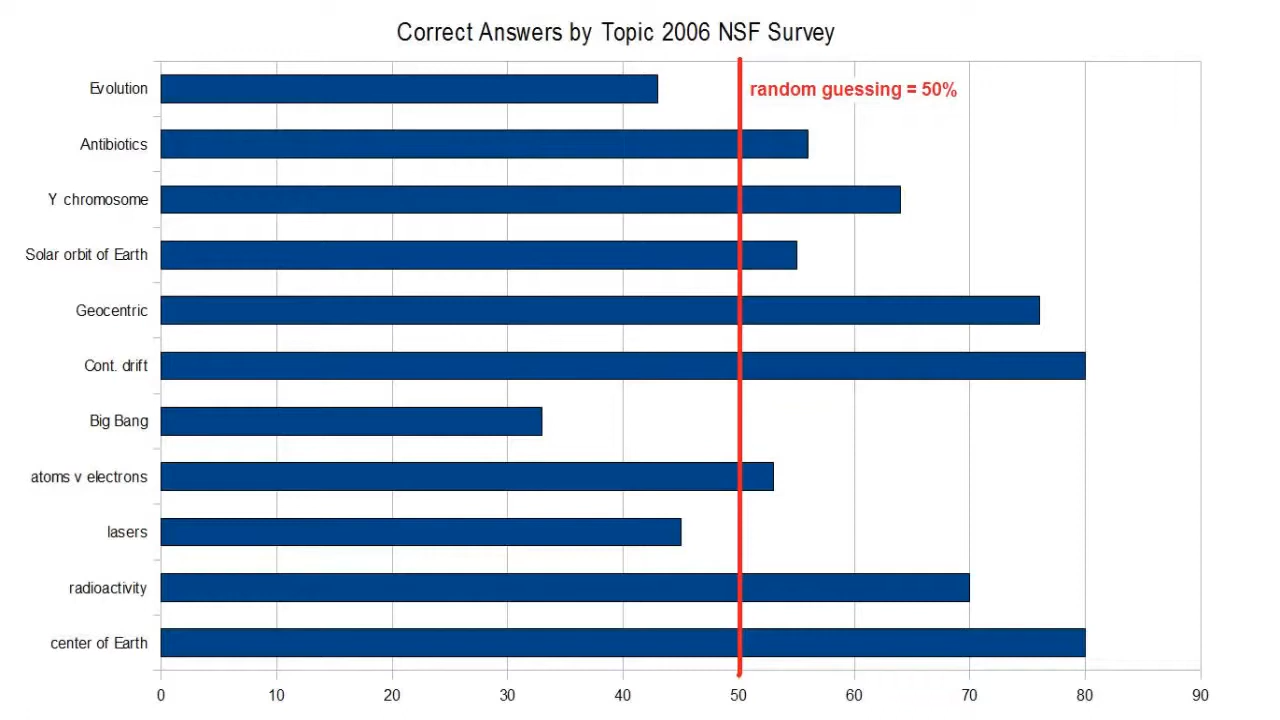 Correct Answers by Topic 2006 NSF Survey
Evolution
random guessing = 50%
Antibiotics
Y chromosome
Solar orbit of Earth
Geocentric
Cont. drift
Big Bang
atoms v electrons
lasers
radioactivity
center of Earth
0 10 20 30 40 50 60 70 80 90